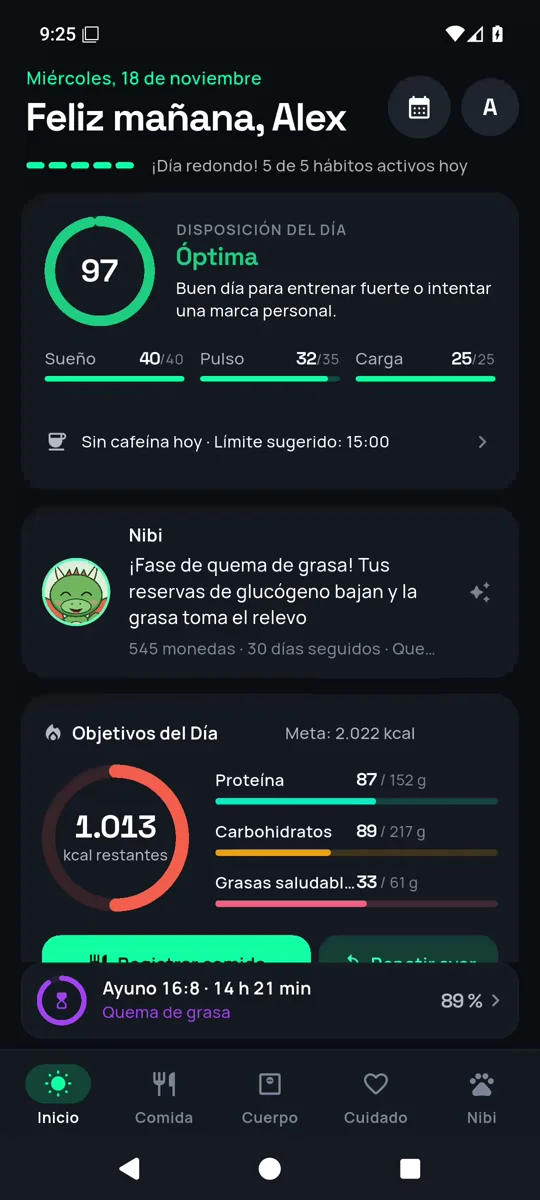 9:25
Miércoles, 18 de noviembre
Feliz mañana, Alex
A
¡Día redondo! 5 de 5 hábitos activos hoy
DISPOSICIÓN DEL DÍA
97
Óptima
Buen día para entrenar fuerte o intentar
una marca personal.
Sueño 40/40
Pulso 32/35
Carga 25/25
Sin cafeína hoy · Límite sugerido: 15:00
Nibi
¡Fase de quema de grasa! Tus
reservas de glucógeno bajan y la
grasa toma el relevo
545 monedas · 30 días seguidos · Que…
Objetivos del Día
Meta: 2.022 kcal
1.013
kcal restantes
Proteína 87 / 152 g
Carbohidratos 89 / 217 g
Grasas saludabl… 33 / 61 g
Registrar comida
Repetir ayer
Ayuno 16:8 · 14 h 21 min
Quema de grasa
89 %
Inicio
Comida
Cuerpo
Cuidado
Nibi